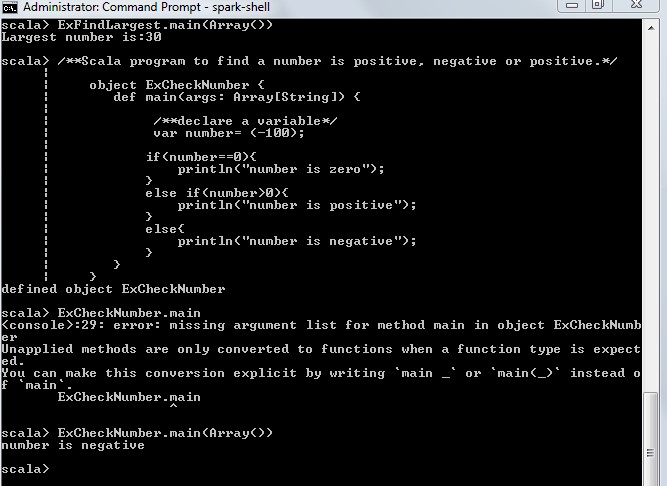 Administrator: Command Prompt - spark-shell
scala> ExFindLargest.main(Array())
Largest number is:30
scala> /**Scala program to find a number is positive, negative or positive.*/
| object ExCheckNumber {
| def main(args: Array[String]) {
|
| /**declare a variable*/
| var number= (-100);
|
| if(number==0){
| println("number is zero");
| }
| else if(number>0){
| println("number is positive");
| }
| else{
| println("number is negative");
| }
| }
| }
defined object ExCheckNumber
scala> ExCheckNumber.main
<console>:29: error: missing argument list for method main in object ExCheckNumb
er
Unapplied methods are only converted to functions when a function type is expect
ed.
You can make this conversion explicit by writing `main _` or `main(_)` instead o
f `main`.
ExCheckNumber.main
^
scala> ExCheckNumber.main(Array())
number is negative
scala>